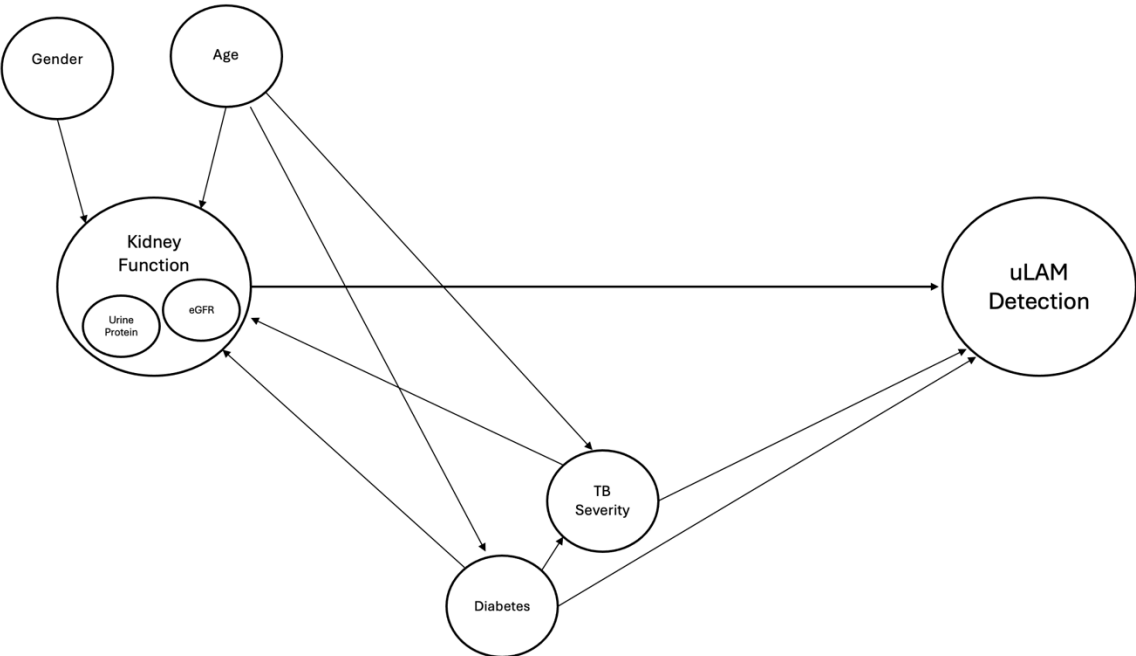 Gender
Age
Kidney
Function
Urine
Protein
eGFR
uLAM
Detection
TB
Severity
Diabetes